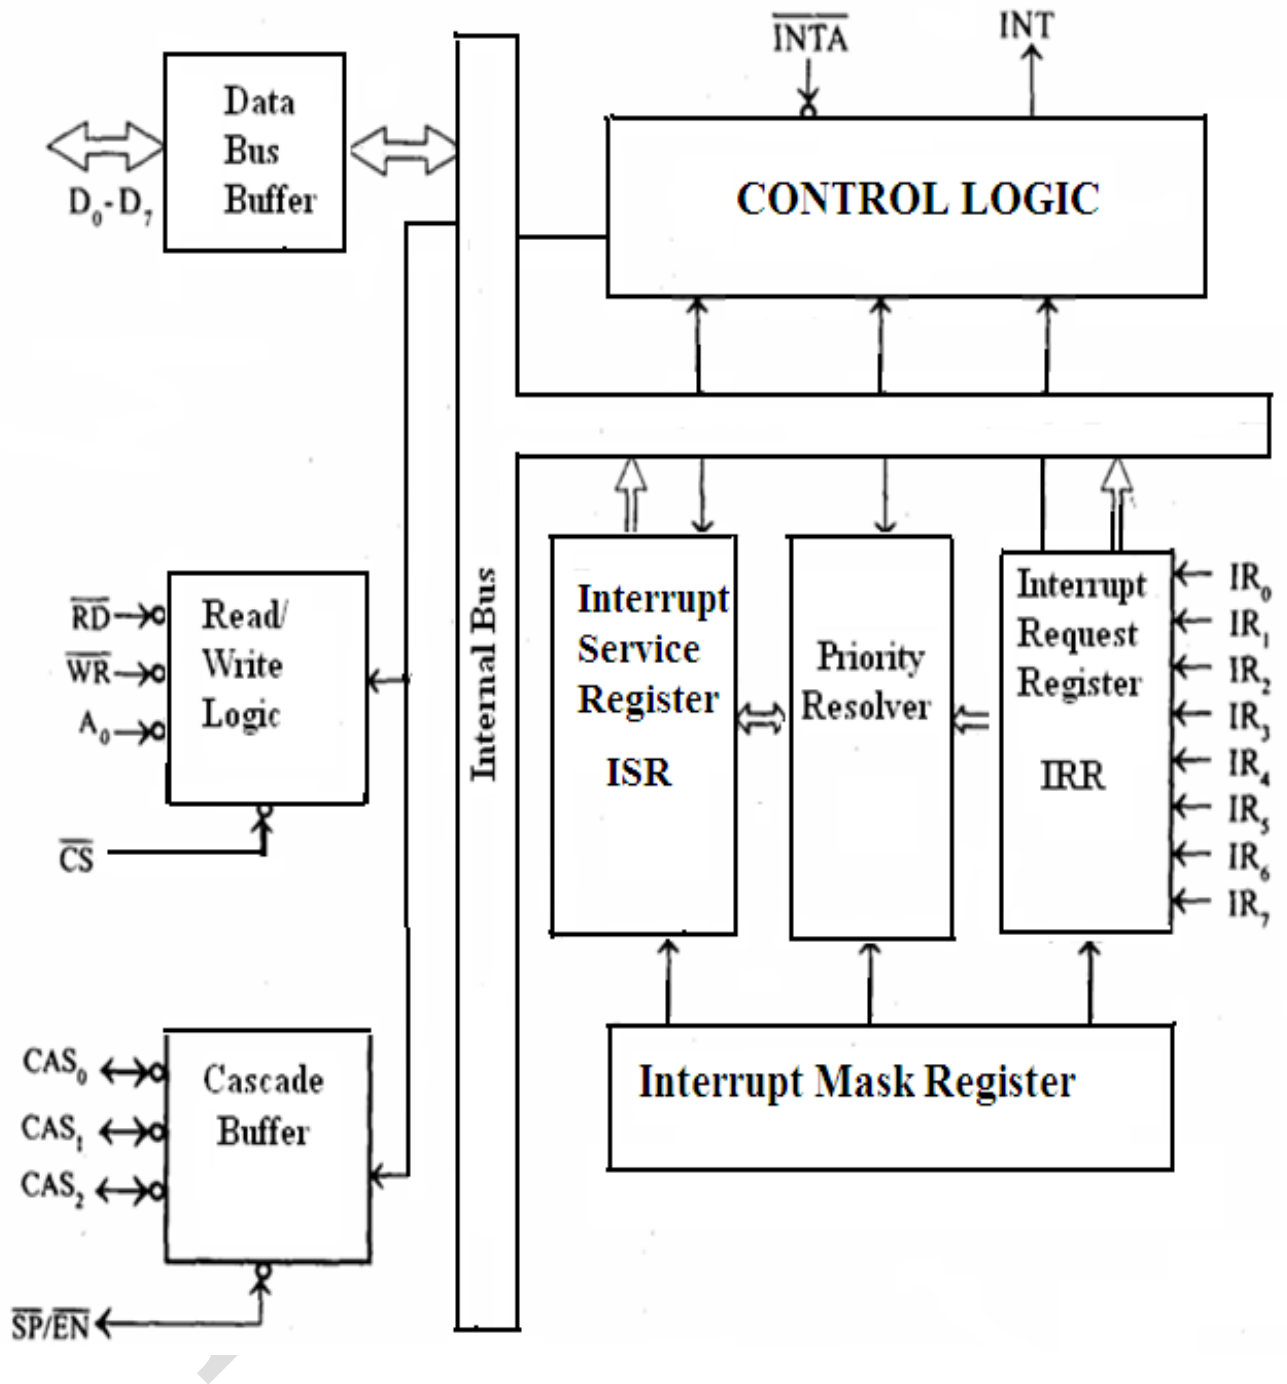 INTA
INT
Data
Bus
Buffer
D0-D7
CONTROL LOGIC
Internal Bus
RD
WR
A0
Read/
Write
Logic
CS
Interrupt
Service
Register
ISR
Priority
Resolver
Interrupt
Request
Register
IRR
IR0
IR1
IR2
IR3
IR4
IR5
IR6
IR7
CAS0
CAS1
CAS2
Cascade
Buffer
Interrupt Mask Register
SP/EN